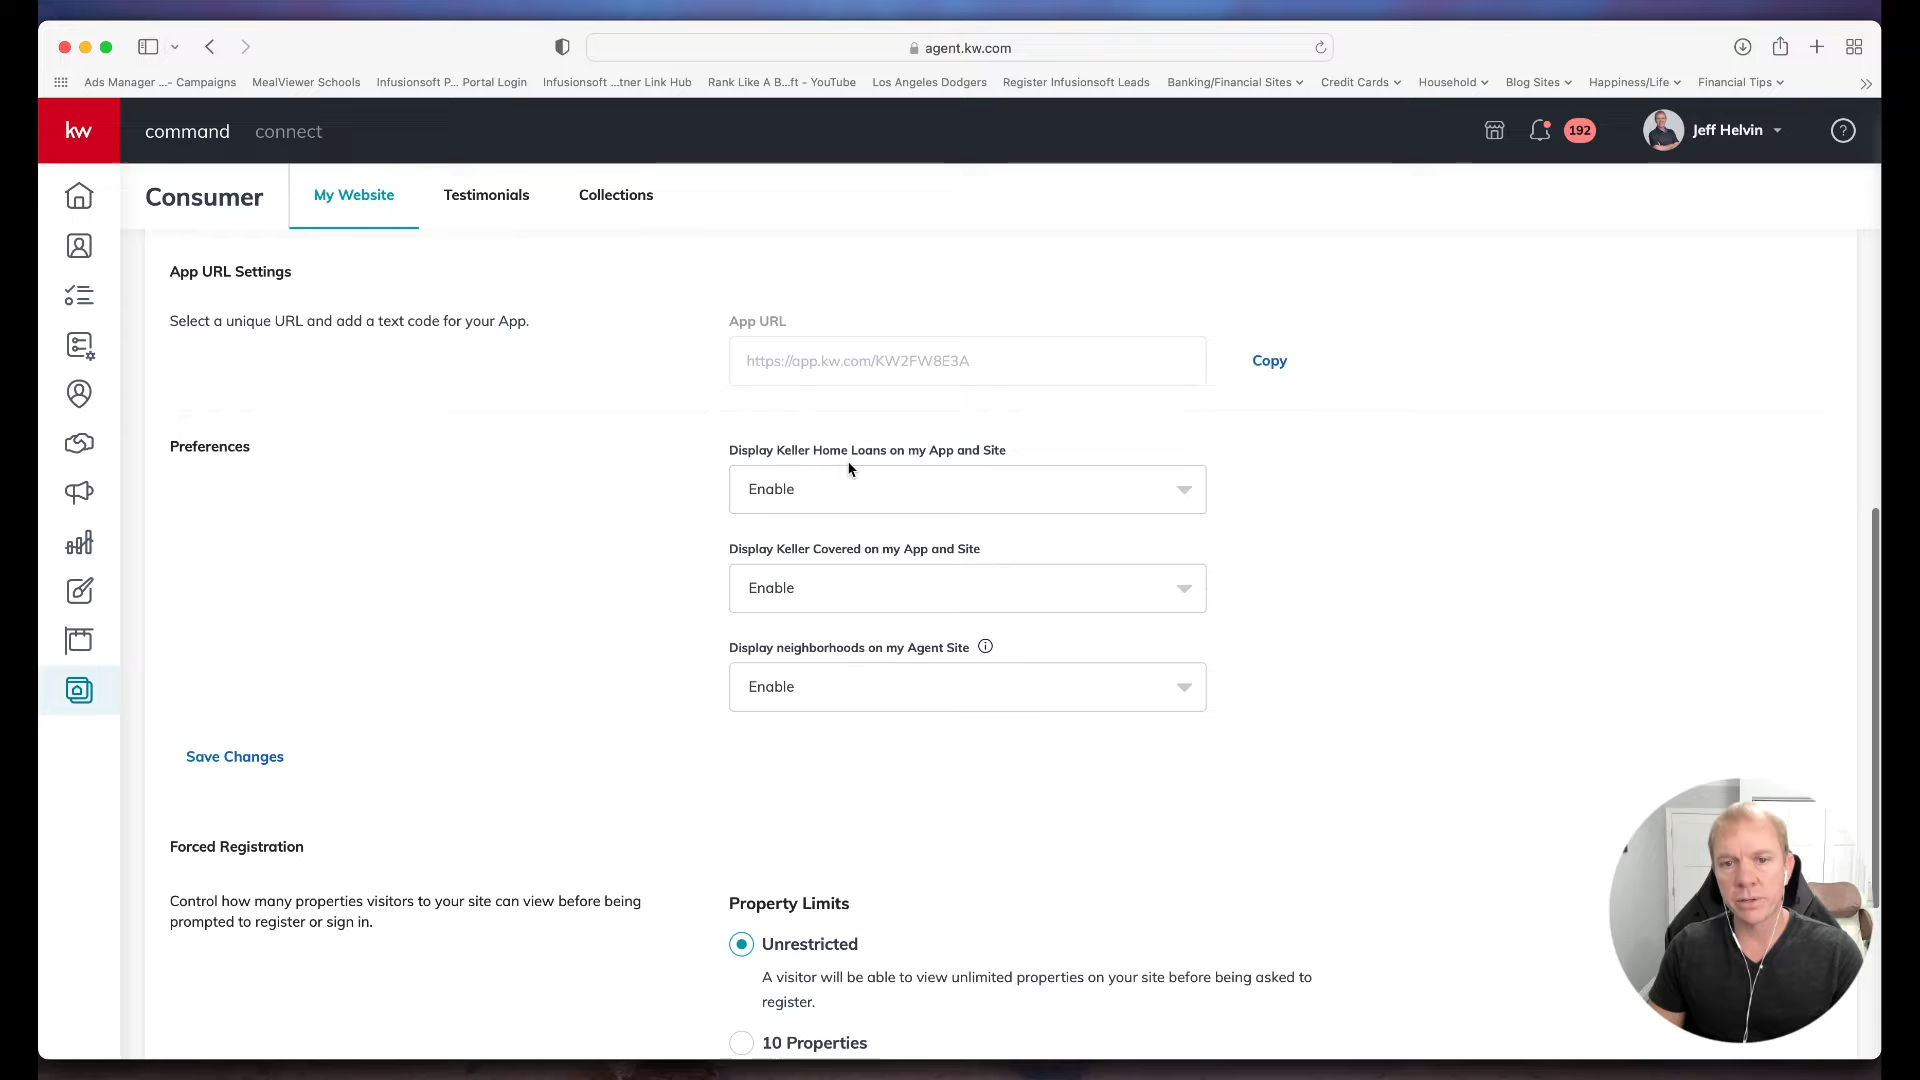 agent.kw.com
Ads Manager ...- Campaigns MealViewer Schools Infusionsoft P... Portal Login Infusionsoft ...tner Link Hub Rank Like A B...ft - YouTube Los Angeles Dodgers Register Infusionsoft Leads Banking/Financial Sites Credit Cards Household Blog Sites Happiness/Life Financial Tips
kw command connect 192 Jeff Helvin
Consumer My Website Testimonials Collections
App URL Settings
Select a unique URL and add a text code for your App.
App URL
https://app.kw.com/KW2FW8E3A Copy
Preferences
Display Keller Home Loans on my App and Site
Enable
Display Keller Covered on my App and Site
Enable
Display neighborhoods on my Agent Site
Enable
Save Changes
Forced Registration
Control how many properties visitors to your site can view before being
prompted to register or sign in.
Property Limits
Unrestricted
A visitor will be able to view unlimited properties on your site before being asked to
register.
10 Properties